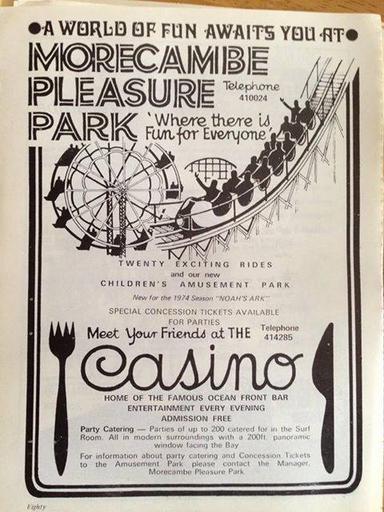 A WORLD OF FUN AWAITS YOU AT
MORECAMBE
PLEASURE
Telephone
410024
PARK
'Where there is
Fun for Everyone'
TWENTY EXCITING RIDES
and our new
CHILDREN'S AMUSEMENT PARK
New for the 1974 Season "NOAH'S ARK"
SPECIAL CONCESSION TICKETS AVAILABLE
FOR PARTIES
Meet Your Friends at THE
Telephone
414285
Casino
HOME OF THE FAMOUS OCEAN FRONT BAR
ENTERTAINMENT EVERY EVENING
ADMISSION FREE
Party Catering — Parties of up to 200 catered for in the Surf
Room. All in modern surroundings with a 200ft. panoramic
window facing the Bay
For information about party catering and Concession Tickets
to the Amusement Park please contact the Manager,
Morecambe Pleasure Park
Eighty